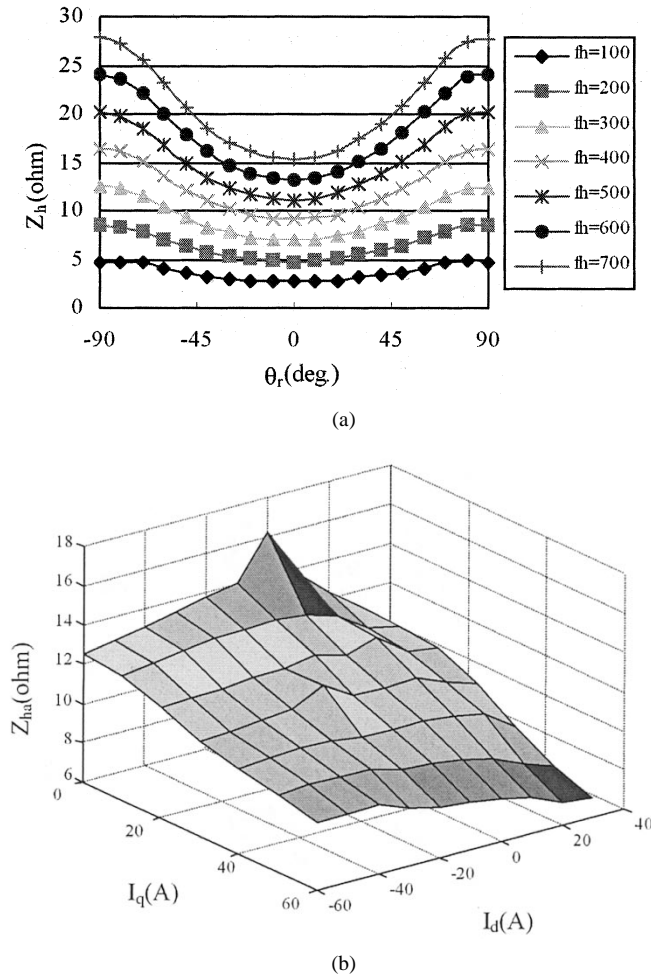 30
25
20
15
10
5
0
Zh(ohm)
-90 -45 0 45 90
θr(deg.)
fh=100
fh=200
fh=300
fh=400
fh=500
fh=600
fh=700
(a)
18
16
14
12
10
8
6
Zha(ohm)
0
20
40
60
Iq(A)
-60
-40
-20
0
20
40
Id(A)
(b)